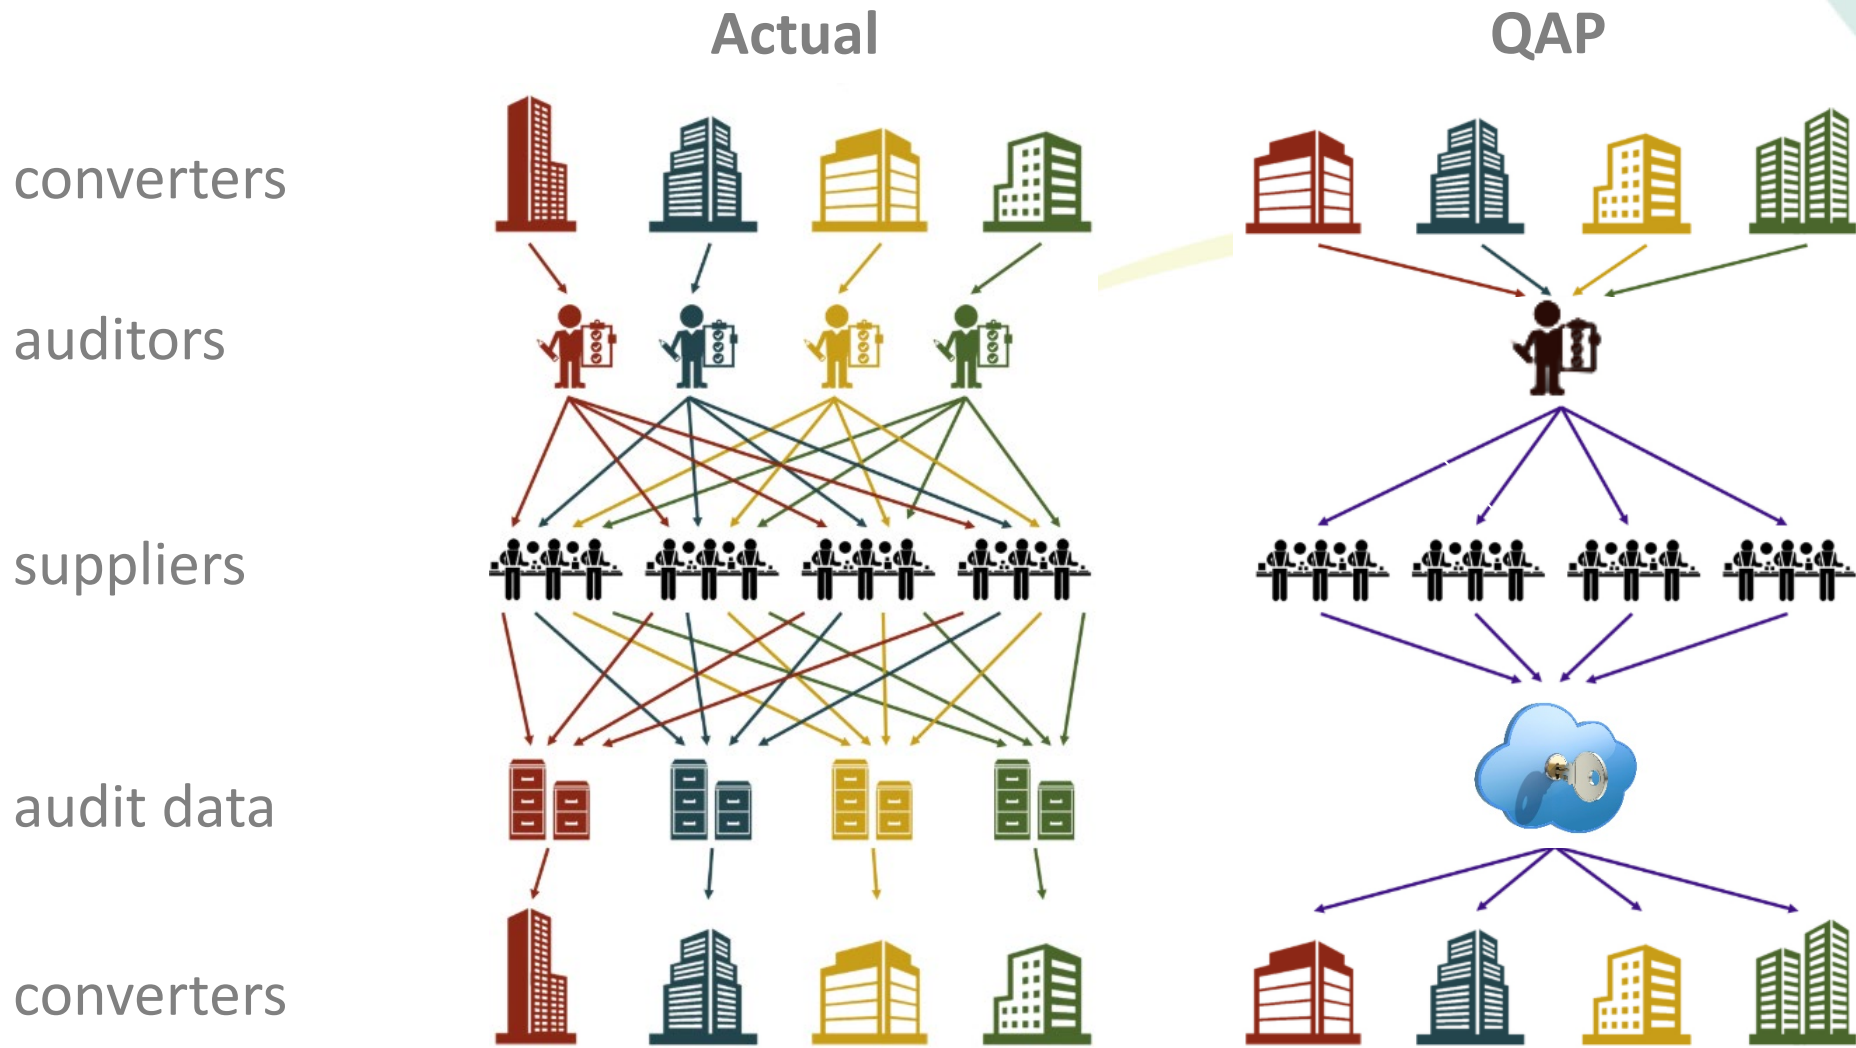 Actual
QAP
converters
auditors
suppliers
audit data
converters